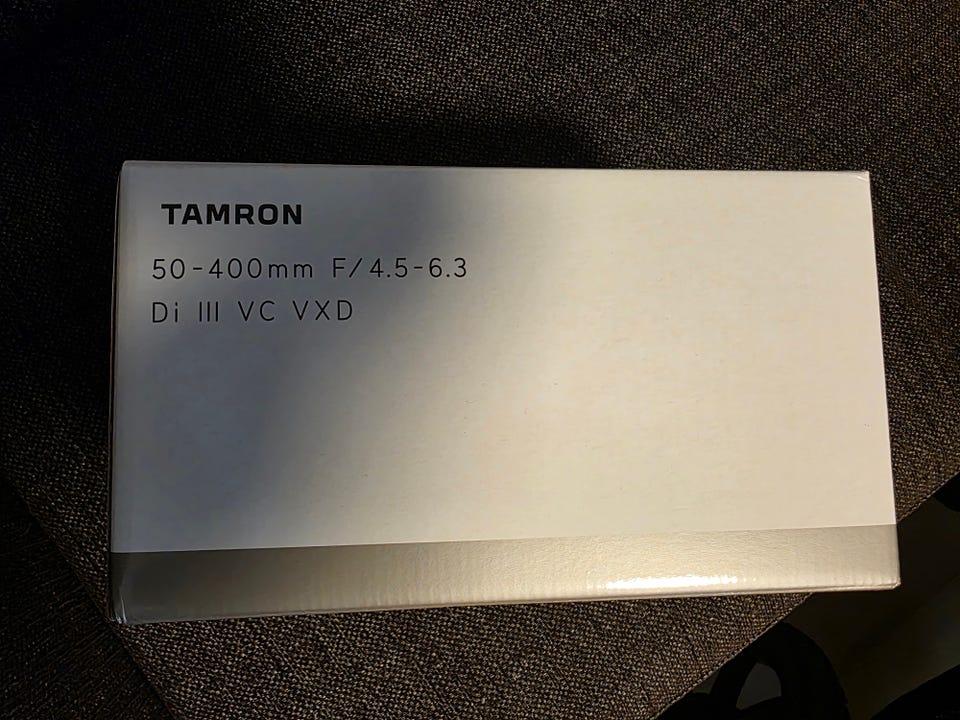 TAMRON
50-400mm F/4.5-6.3
Di III VC VXD